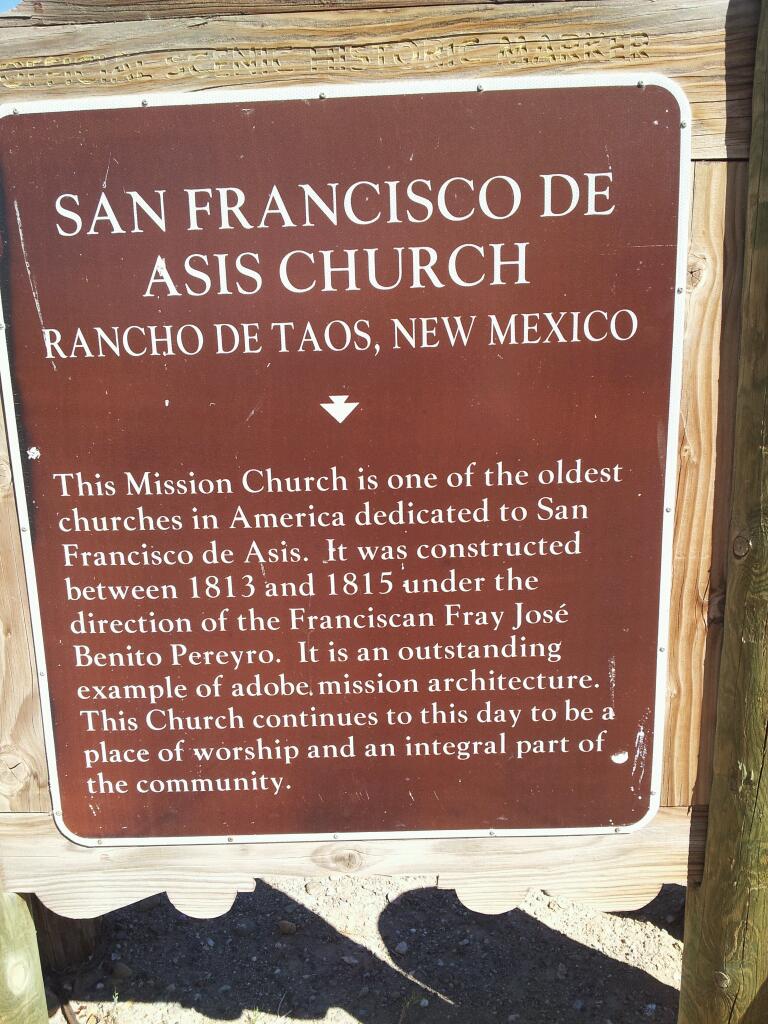 OFFICIAL SCENIC HISTORIC MARKER
SAN FRANCISCO DE
ASIS CHURCH
RANCHO DE TAOS, NEW MEXICO
This Mission Church is one of the oldest
churches in America dedicated to San
Francisco de Asis. It was constructed
between 1813 and 1815 under the
direction of the Franciscan Fray José
Benito Pereyro. It is an outstanding
example of adobe mission architecture.
This Church continues to this day to be a
place of worship and an integral part of
the community.